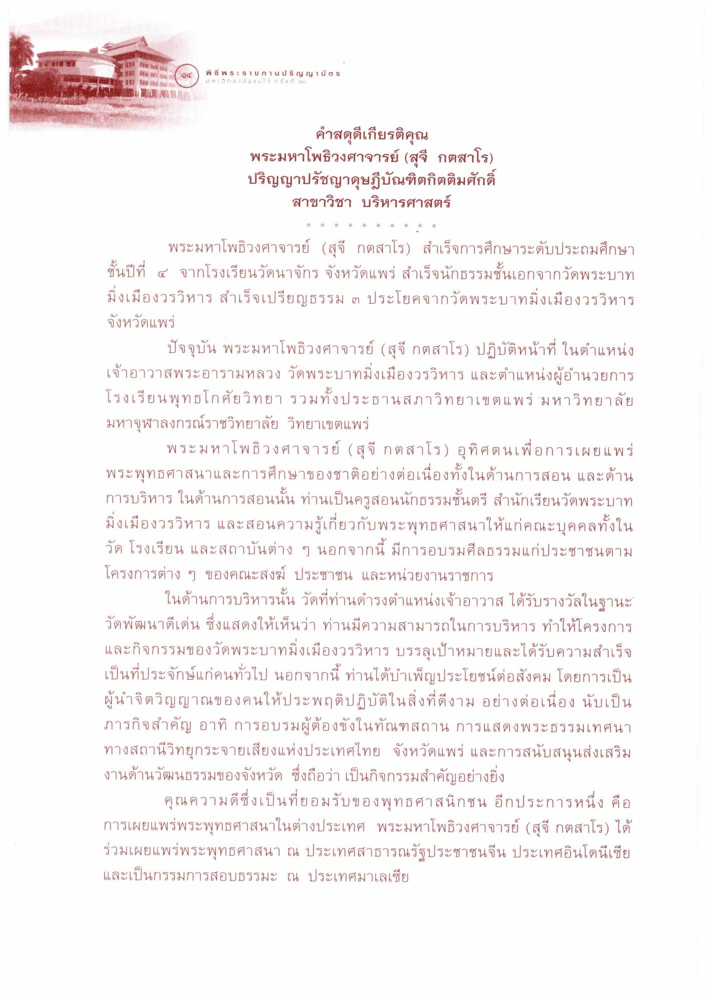 ๑๔
พิธีพระราชทานปริญญาบัตร
มหาวิทยาลัยแม่โจ้ ครั้งที่ ๓๐
คำสดุดีเกียรติคุณ
พระมหาโพธิวงศาจารย์ (สุจี กตสาโร)
ปริญญาปรัชญาดุษฎีบัณฑิตกิตติมศักดิ์
สาขาวิชา บริหารศาสตร์
* * * * * * * * * *
พระมหาโพธิวงศาจารย์ (สุจี กตสาโร) สำเร็จการศึกษาระดับประถมศึกษา
ชั้นปีที่ ๔ จากโรงเรียนวัดนาจักร จังหวัดแพร่ สำเร็จนักธรรมชั้นเอกจากวัดพระบาท
มิ่งเมืองวรวิหาร สำเร็จเปรียญธรรม ๓ ประโยคจากวัดพระบาทมิ่งเมืองวรวิหาร
จังหวัดแพร่
ปัจจุบัน พระมหาโพธิวงศาจารย์ (สุจี กตสาโร) ปฏิบัติหน้าที่ ในตำแหน่ง
เจ้าอาวาสพระอารามหลวง วัดพระบาทมิ่งเมืองวรวิหาร และตำแหน่งผู้อำนวยการ
โรงเรียนพุทธโกศัยวิทยา รวมทั้งประธานสภาวิทยาเขตแพร่ มหาวิทยาลัย
มหาจุฬาลงกรณ์ราชวิทยาลัย วิทยาเขตแพร่
พระมหาโพธิวงศาจารย์ (สุจี กตสาโร) อุทิศตนเพื่อการเผยแพร่
พระพุทธศาสนาและการศึกษาของชาติอย่างต่อเนื่องทั้งในด้านการสอน และด้าน
การบริหาร ในด้านการสอนนั้น ท่านเป็นครูสอนนักธรรมชั้นตรี สำนักเรียนวัดพระบาท
มิ่งเมืองวรวิหาร และสอนความรู้เกี่ยวกับพระพุทธศาสนาให้แก่คณะบุคคลทั้งใน
วัด โรงเรียน และสถาบันต่าง ๆ นอกจากนี้ มีการอบรมศีลธรรมแก่ประชาชนตาม
โครงการต่าง ๆ ของคณะสงฆ์ ประชาชน และหน่วยงานราชการ
ในด้านการบริหารนั้น วัดที่ท่านดำรงตำแหน่งเจ้าอาวาส ได้รับรางวัลในฐานะ
วัดพัฒนาดีเด่น ซึ่งแสดงให้เห็นว่า ท่านมีความสามารถในการบริหาร ทำให้โครงการ
และกิจกรรมของวัดพระบาทมิ่งเมืองวรวิหาร บรรลุเป้าหมายและได้รับความสำเร็จ
เป็นที่ประจักษ์แก่คนทั่วไป นอกจากนี้ ท่านได้บำเพ็ญประโยชน์ต่อสังคม โดยการเป็น
ผู้นำจิตวิญญาณของคนให้ประพฤติปฏิบัติในสิ่งที่ดีงาม อย่างต่อเนื่อง นับเป็น
ภารกิจสำคัญ อาทิ การอบรมผู้ต้องขังในทัณฑสถาน การแสดงพระธรรมเทศนา
ทางสถานีวิทยุกระจายเสียงแห่งประเทศไทย จังหวัดแพร่ และการสนับสนุนส่งเสริม
งานด้านวัฒนธรรมของจังหวัด ซึ่งถือว่า เป็นกิจกรรมสำคัญอย่างยิ่ง
คุณความดีซึ่งเป็นที่ยอมรับของพุทธศาสนิกชน อีกประการหนึ่ง คือ
การเผยแพร่พระพุทธศาสนาในต่างประเทศ พระมหาโพธิวงศาจารย์ (สุจี กตสาโร) ได้
ร่วมเผยแพร่พระพุทธศาสนา ณ ประเทศสาธารณรัฐประชาชนจีน ประเทศอินโดนีเซีย
และเป็นกรรมการสอบธรรมะ ณ ประเทศมาเลเซีย